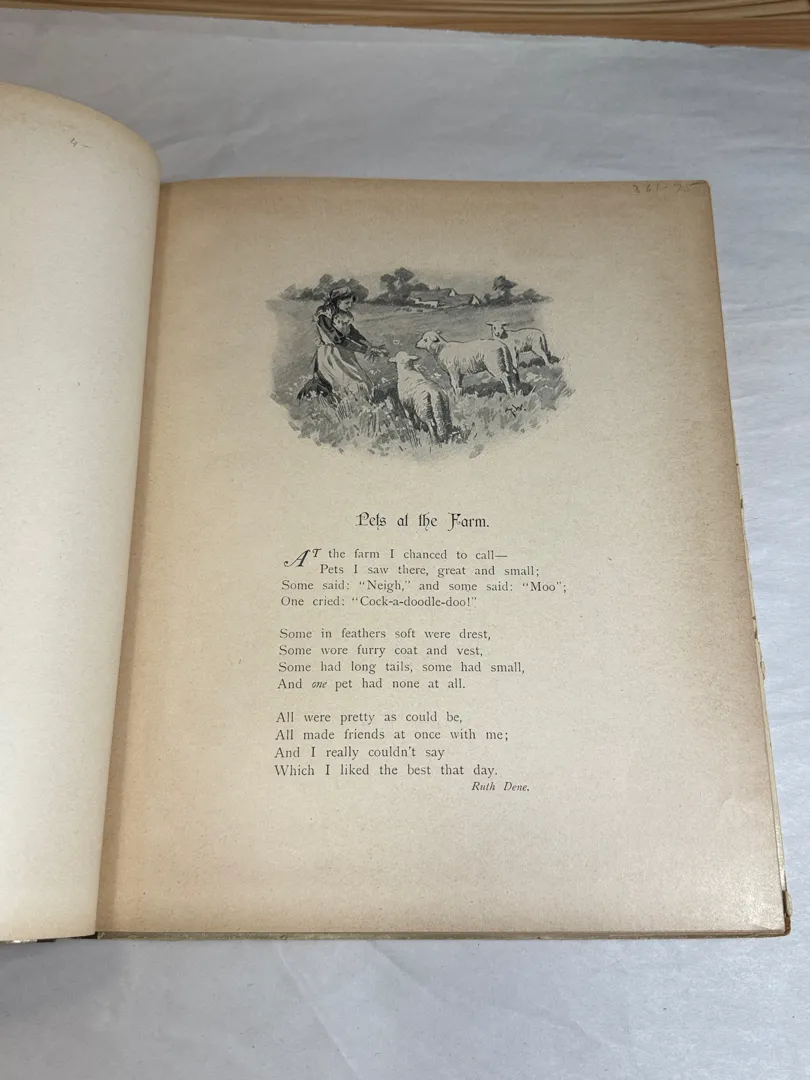 4-
361-95
Pets at the Farm.
AT the farm I chanced to call—
Pets I saw there, great and small;
Some said: "Neigh," and some said: "Moo";
One cried: "Cock-a-doodle-doo!"
Some in feathers soft were drest,
Some wore furry coat and vest,
Some had long tails, some had small,
And one pet had none at all.
All were pretty as could be,
All made friends at once with me;
And I really couldn't say
Which I liked the best that day.
Ruth Dene.